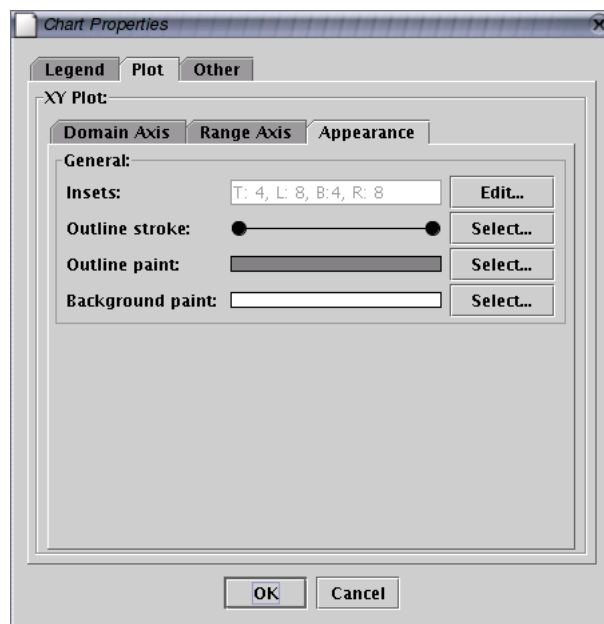 Chart Properties
Legend Plot Other
XY Plot:
Domain Axis Range Axis Appearance
General:
Insets: T: 4, L: 8, B:4, R: 8 Edit...
Outline stroke: Select...
Outline paint: Select...
Background paint: Select...
OK Cancel